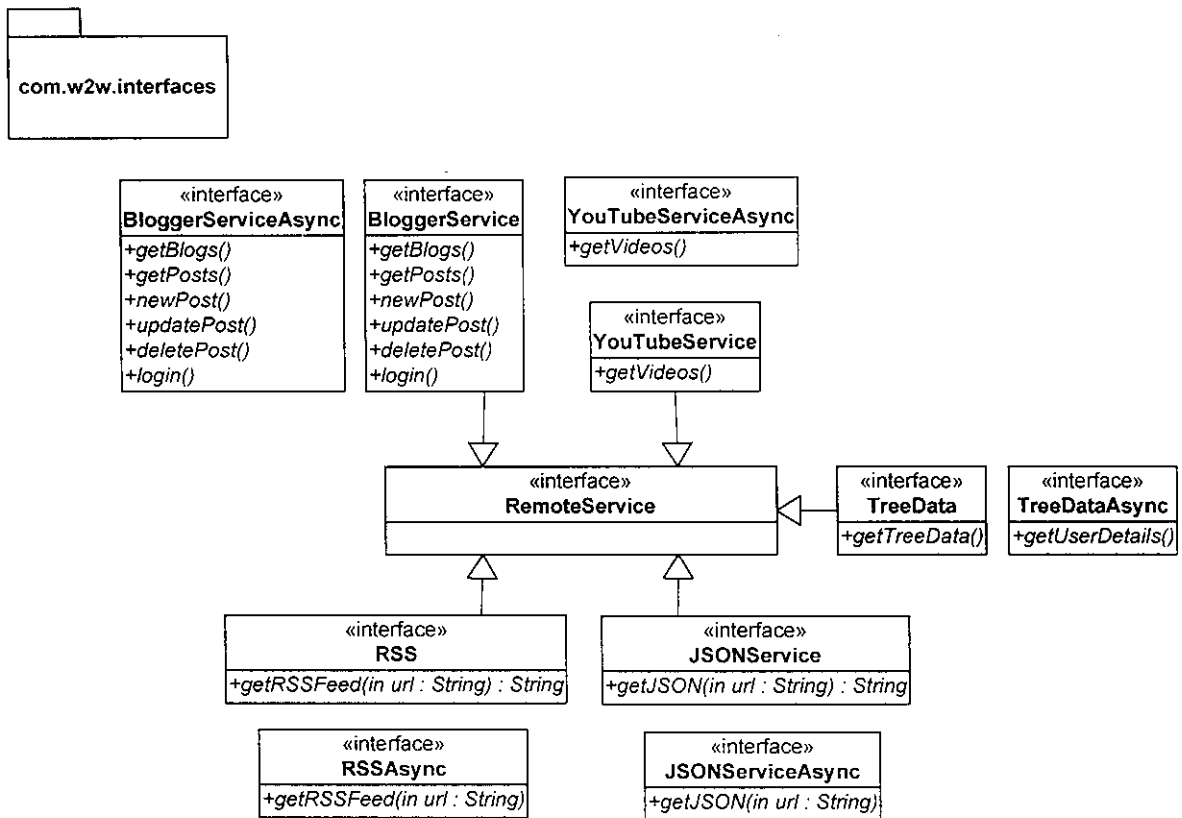 com.w2w.interfaces
«interface»
BloggerServiceAsync
+getBlogs()
+getPosts()
+newPost()
+updatePost()
+deletePost()
+login()
«interface»
BloggerService
+getBlogs()
+getPosts()
+newPost()
+updatePost()
+deletePost()
+login()
«interface»
YouTubeServiceAsync
+getVideos()
«interface»
YouTubeService
+getVideos()
«interface»
RemoteService
«interface»
TreeData
+getTreeData()
«interface»
TreeDataAsync
+getUserDetails()
«interface»
RSS
+getRSSFeed(in url : String) : String
«interface»
JSONService
+getJSON(in url : String) : String
«interface»
RSSAsync
+getRSSFeed(in url : String)
«interface»
JSONServiceAsync
+getJSON(in url : String)